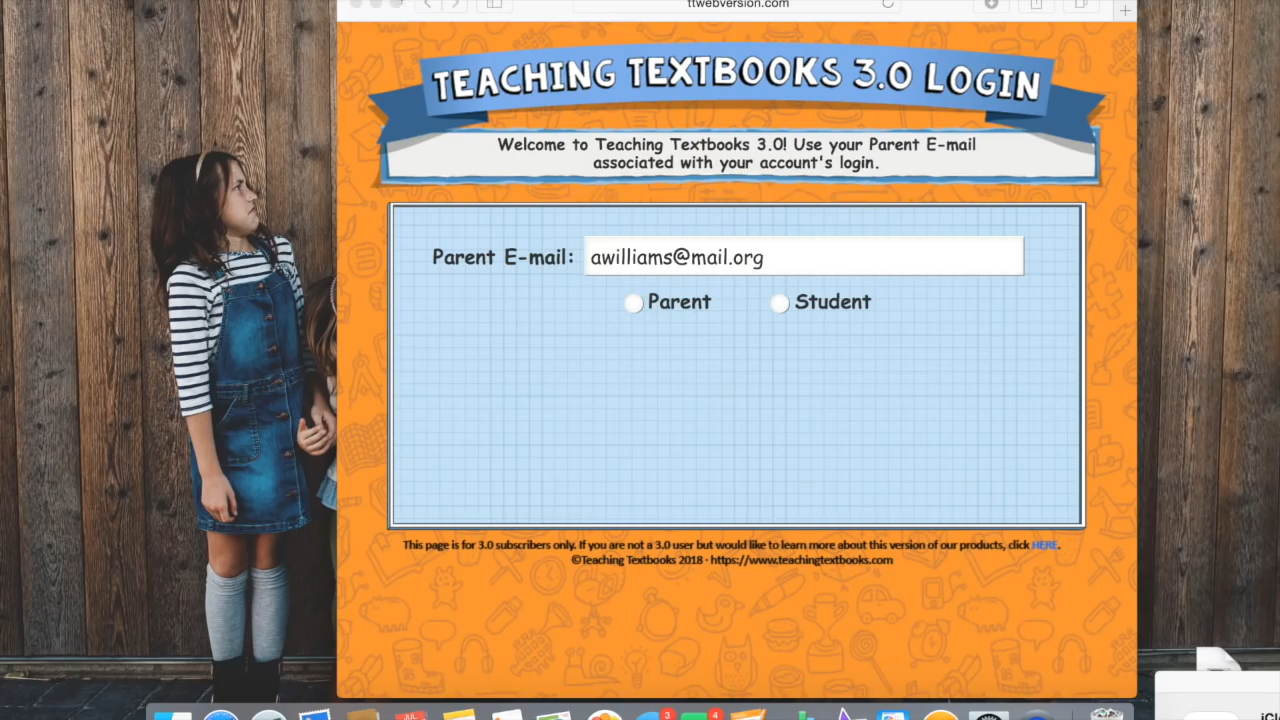 ttwebversion.com
TEACHING TEXTBOOKS 3.0 LOGIN
Welcome to Teaching Textbooks 3.0! Use your Parent E-mail
associated with your account's login.
Parent E-mail: awilliams@mail.org
Parent Student
This page is for 3.0 subscribers only. If you are not a 3.0 user but would like to learn more about this version of our products, click HERE.
©Teaching Textbooks 2018 · https://www.teachingtextbooks.com
JUL 3 4